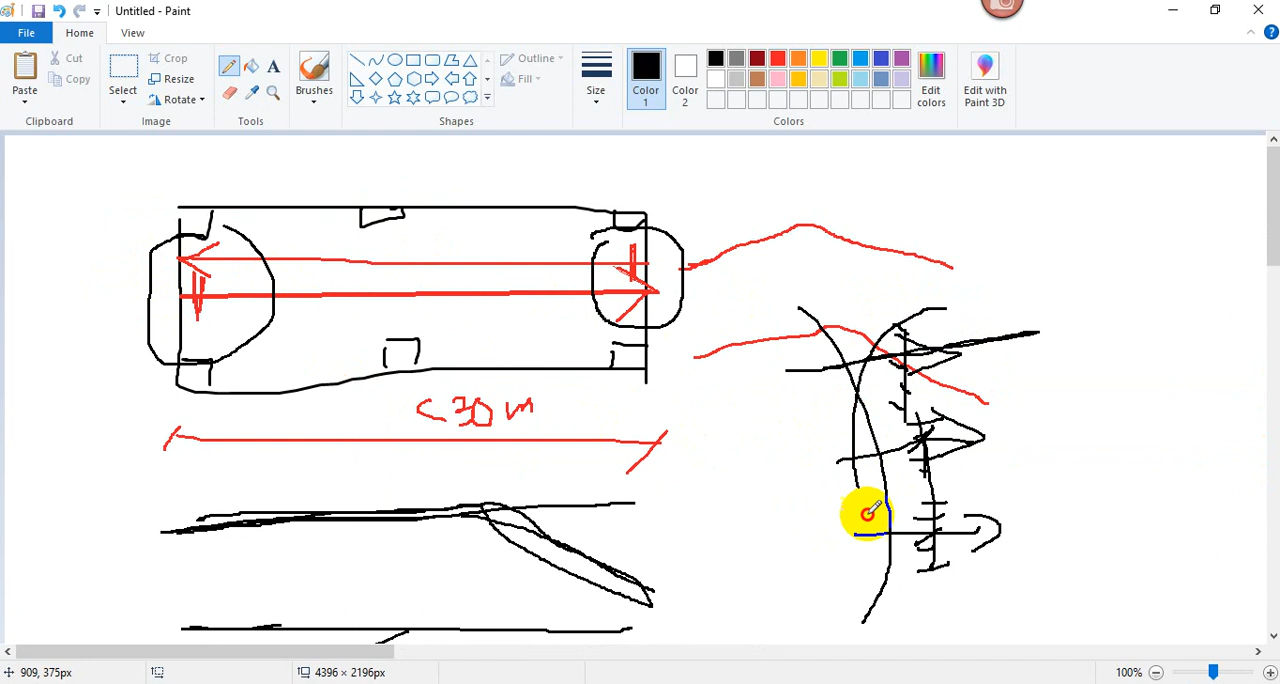 Untitled - Paint
File
Home
View
Paste
Cut
Copy
Clipboard
Select
Crop
Resize
Rotate
Image
A
Tools
Brushes
Shapes
Outline
Fill
Size
Color 1
Color 2
Edit colors
Colors
Edit with Paint 3D
<30 m
909, 375px
4396 × 2196px
100%